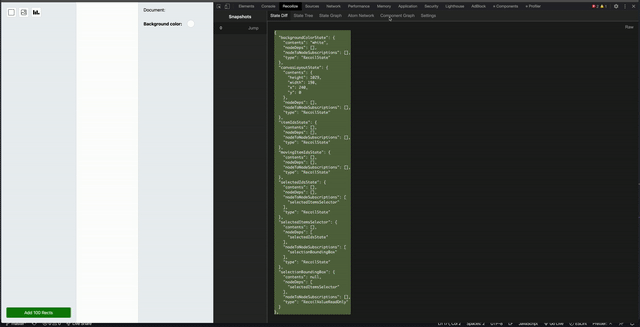 Document:
Background color:
Add 100 Rects
Elements
Console
Recoilize
Sources
Network
Performance
Memory
Application
Security
Lighthouse
AdBlock
Components
Profiler
Snapshots
State Diff
State Tree
State Graph
Atom Network
Component Graph
Settings
0
Jump
Raw
{
"backgroundColorState": {
"contents": "White",
"nodeDeps": [],
"nodeToNodeSubscriptions": [],
"type": "RecoilState"
},
"canvasLayoutState": {
"contents": {
"height": 1023,
"width": 198,
"x": 240,
"y": 0
},
"nodeDeps": [],
"nodeToNodeSubscriptions": [],
"type": "RecoilState"
},
"itemIdsState": {
"contents": [],
"nodeDeps": [],
"nodeToNodeSubscriptions": [],
"type": "RecoilState"
},
"movingItemIdsState": {
"contents": [],
"nodeDeps": [],
"nodeToNodeSubscriptions": [],
"type": "RecoilState"
},
"selectedIdsState": {
"contents": [],
"nodeDeps": [],
"nodeToNodeSubscriptions": [
"selectedItemsSelector"
],
"type": "RecoilState"
},
"selectedItemsSelector": {
"contents": [],
"nodeDeps": [
"selectedIdsState"
],
"nodeToNodeSubscriptions": [
"selectionBoundingBox"
],
"type": "RecoilState"
},
"selectionBoundingBox": {
"contents": null,
"nodeDeps": [
"selectedItemsSelector"
],
"nodeToNodeSubscriptions": [],
"type": "RecoilValueReadOnly"
}
},